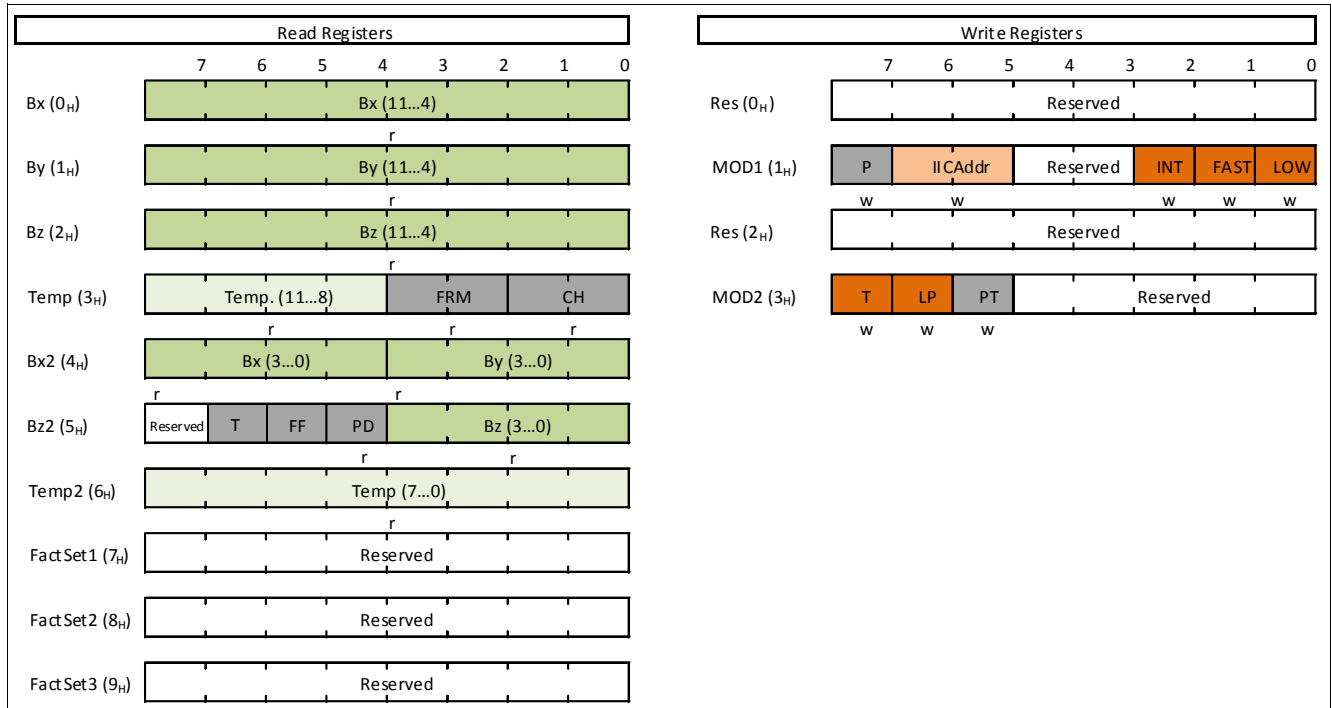 Read Registers
7 6 5 4 3 2 1 0
Bx (0H) Bx (11...4)
r
By (1H) By (11...4)
r
Bz (2H) Bz (11...4)
r
Temp (3H) Temp. (11...8) FRM CH
r r r
Bx2 (4H) Bx (3...0) By (3...0)
r r
Bz2 (5H) Reserved T FF PD Bz (3...0)
r r
Temp2 (6H) Temp (7...0)
r
FactSet1 (7H) Reserved
FactSet2 (8H) Reserved
FactSet3 (9H) Reserved
Write Registers
7 6 5 4 3 2 1 0
Res (0H) Reserved
MOD1 (1H) P IICAddr Reserved INT FAST LOW
w w w w w
Res (2H) Reserved
MOD2 (3H) T LP PT Reserved
w w w